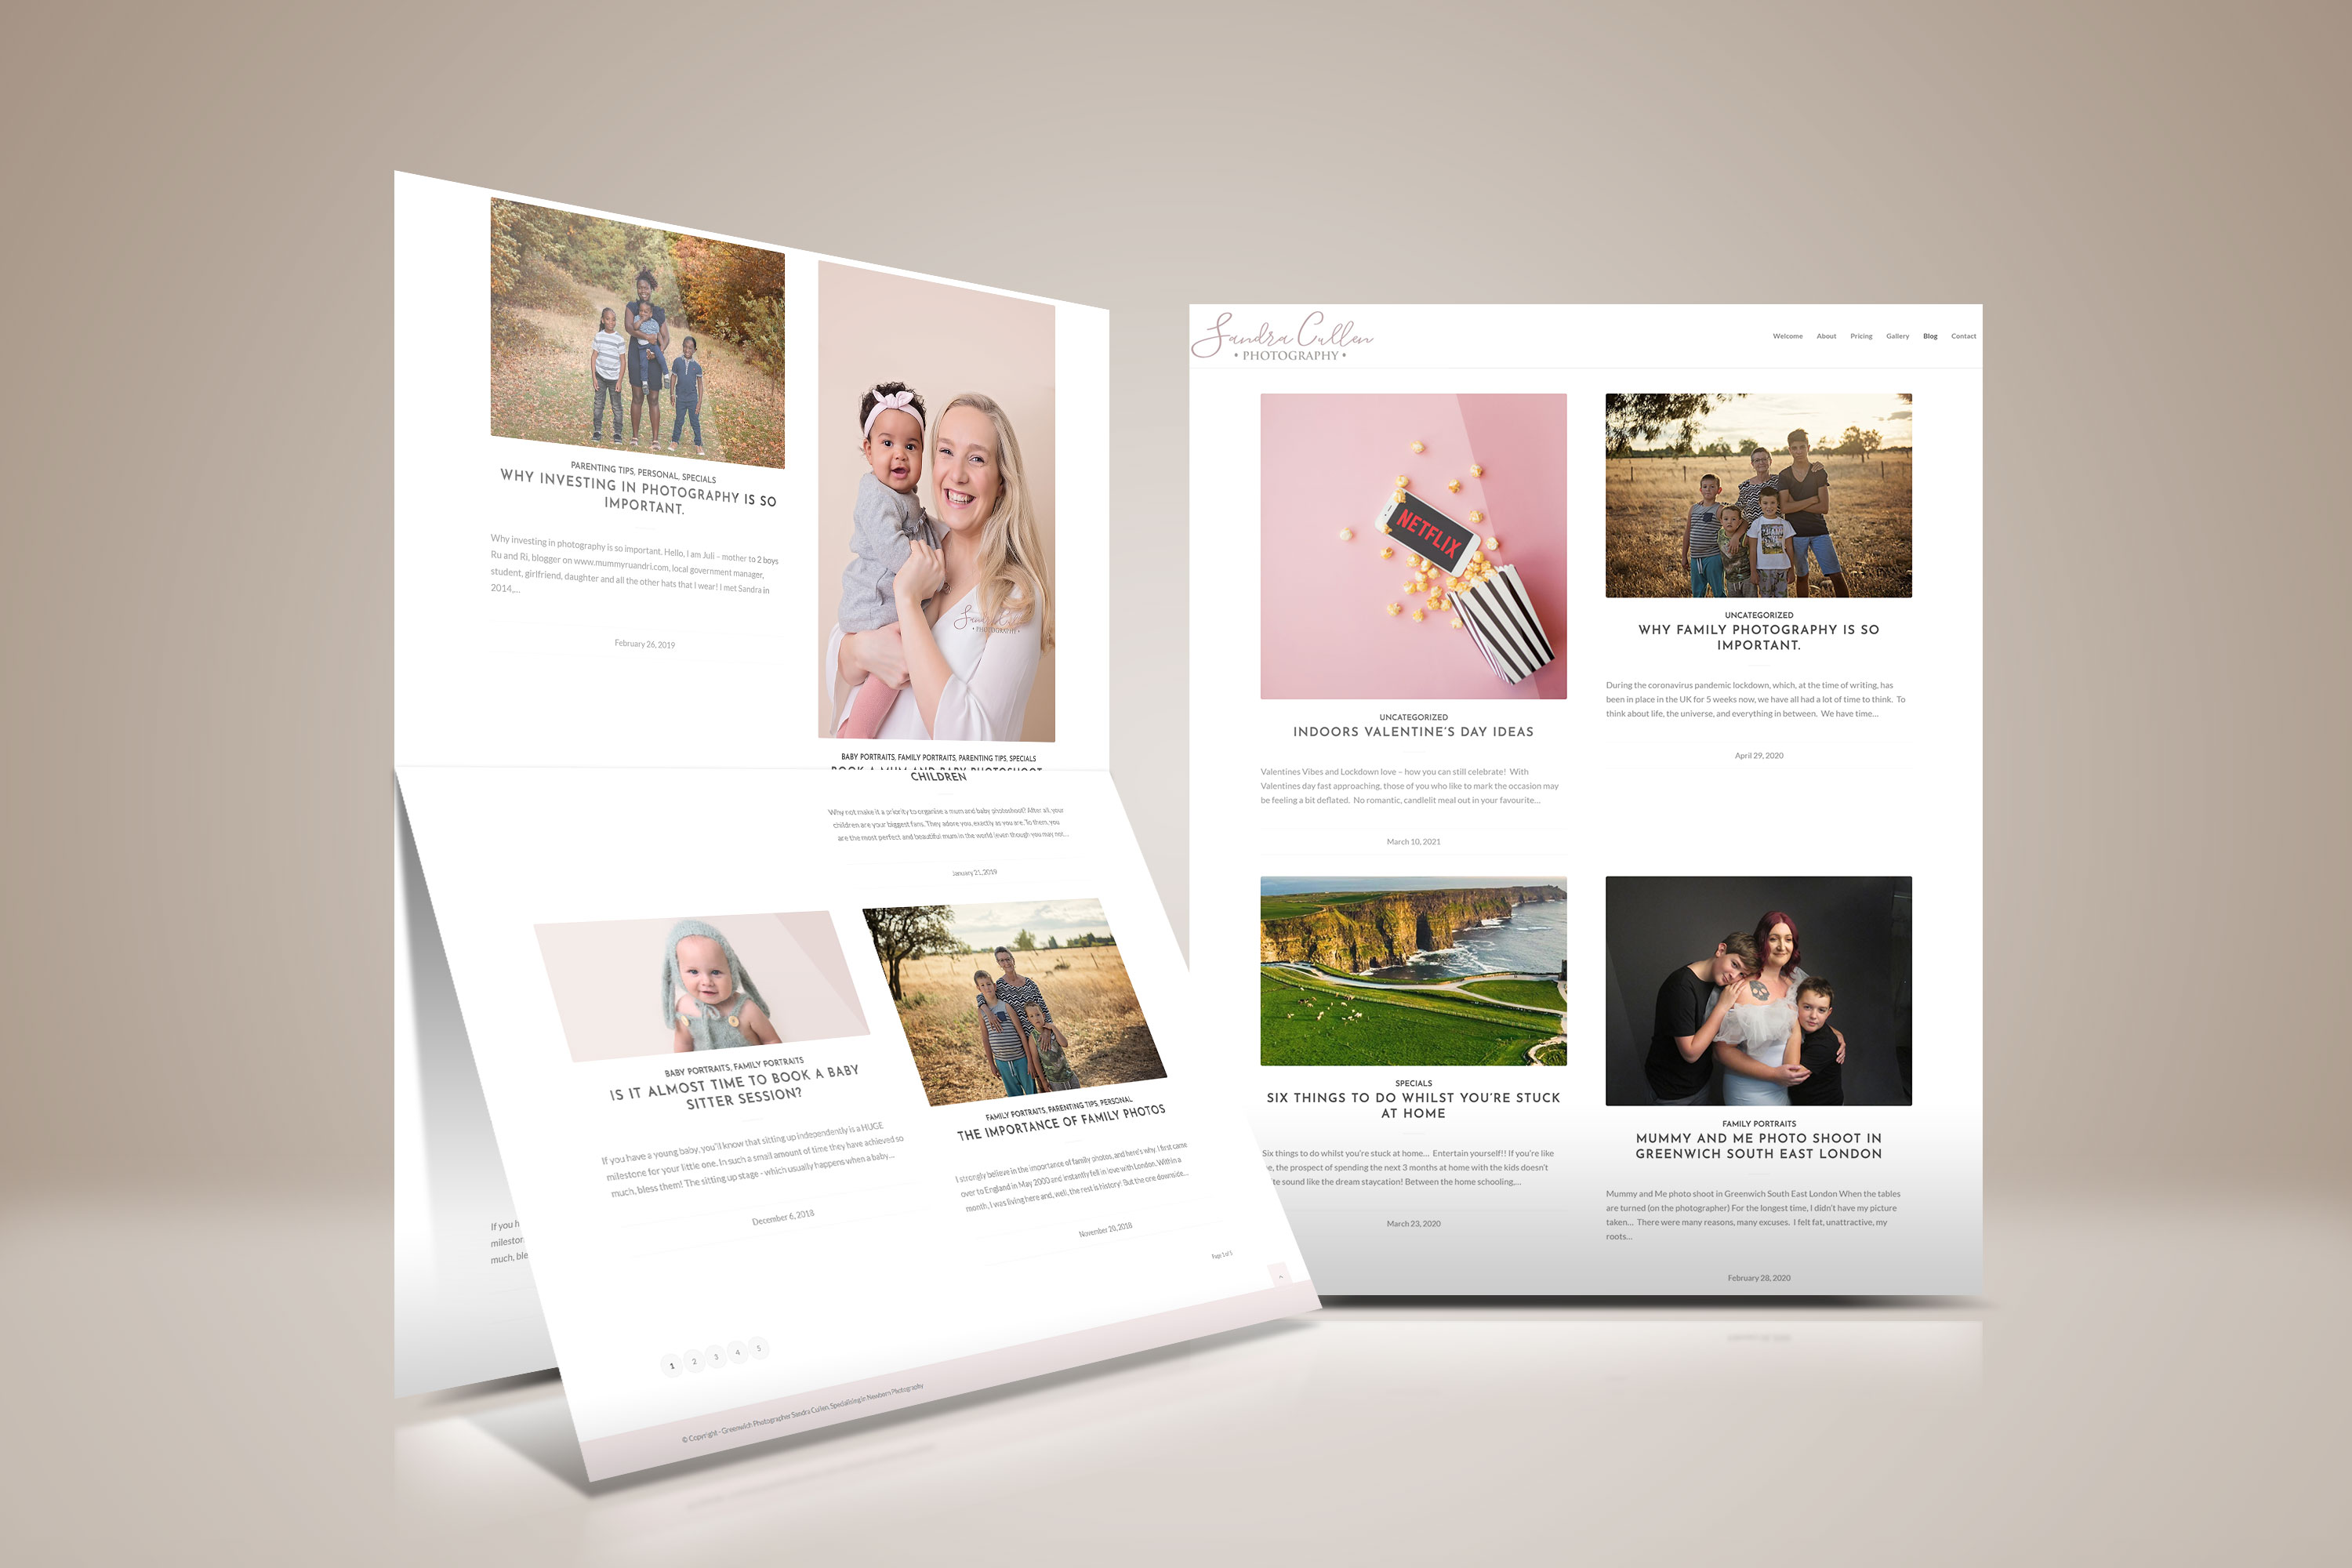 PARENTING TIPS, PERSONAL, SPECIALS
WHY INVESTING IN PHOTOGRAPHY IS SO
IMPORTANT.
Why investing in photography is so important. Hello, I am Juli – mother to 2 boys
Ru and Ri, blogger on www.mummyruandri.com, local government manager,
student, girlfriend, daughter and all the other hats that I wear! I met Sandra in
2014,...
February 26, 2019
Sandra Cullen
• PHOTOGRAPHY •
BABY PORTRAITS, FAMILY PORTRAITS, PARENTING TIPS, SPECIALS
BOOK A MUM AND BABY PHOTOSHOOT
CHILDREN
Why not make it a priority to organise a mum and baby photoshoot? After all, your
children are your biggest fans. They adore you, exactly as you are. To them, you
are the most perfect and beautiful mum in the world (even though you may not...
January 21, 2019
BABY PORTRAITS, FAMILY PORTRAITS
IS IT ALMOST TIME TO BOOK A BABY
SITTER SESSION?
If you have a young baby, you'll know that sitting up independently is a HUGE
milestone for your little one. In such a small amount of time they have achieved so
much, bless them! The sitting up stage - which usually happens when a baby...
December 6, 2018
FAMILY PORTRAITS, PARENTING TIPS, PERSONAL
THE IMPORTANCE OF FAMILY PHOTOS
I strongly believe in the importance of family photos, and here's why. I first came
over to England in May 2000 and instantly fell in love with London. Within a
month, I was living here and, well, the rest is history! But the one downside...
November 20, 2018
If you h
milestor
much, ble
Page 1 of 5
1 2 3 4 5
© Copyright - Greenwich Photographer Sandra Cullen, Specialising in Newborn Photography
Sandra Cullen
• PHOTOGRAPHY •
Welcome About Pricing Gallery Blog Contact
NETFLIX
UNCATEGORIZED
INDOORS VALENTINE'S DAY IDEAS
Valentines Vibes and Lockdown love – how you can still celebrate! With
Valentines day fast approaching, those of you who like to mark the occasion may
be feeling a bit deflated. No romantic, candlelit meal out in your favourite...
March 10, 2021
UNCATEGORIZED
WHY FAMILY PHOTOGRAPHY IS SO
IMPORTANT.
During the coronavirus pandemic lockdown, which, at the time of writing, has
been in place in the UK for 5 weeks now, we have all had a lot of time to think. To
think about life, the universe, and everything in between. We have time...
April 29, 2020
SPECIALS
SIX THINGS TO DO WHILST YOU'RE STUCK
AT HOME
Six things to do whilst you're stuck at home... Entertain yourself!! If you're like
e, the prospect of spending the next 3 months at home with the kids doesn't
te sound like the dream staycation! Between the home schooling,...
March 23, 2020
FAMILY PORTRAITS
MUMMY AND ME PHOTO SHOOT IN
GREENWICH SOUTH EAST LONDON
Mummy and Me photo shoot in Greenwich South East London When the tables
are turned (on the photographer) For the longest time, I didn't have my picture
taken... There were many reasons, many excuses. I felt fat, unattractive, my
roots...
February 28, 2020